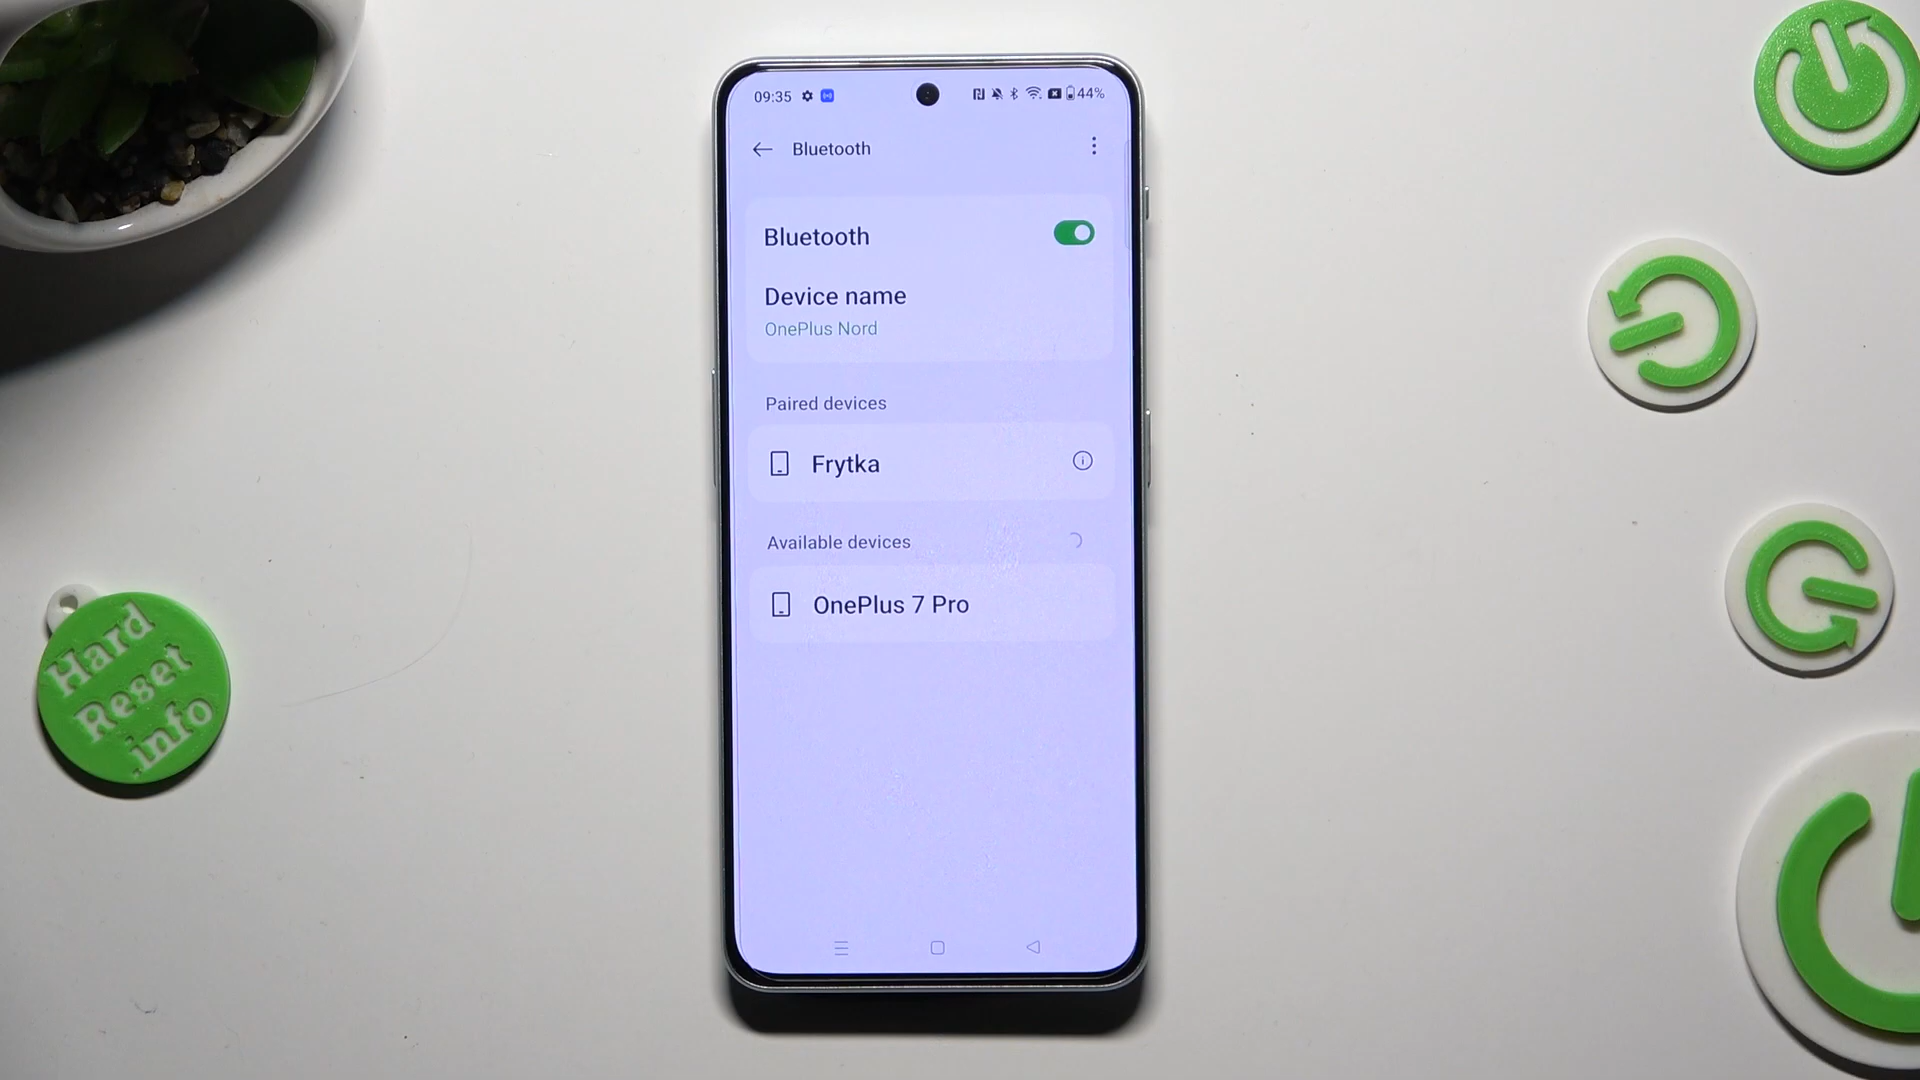 09:35
44%
Bluetooth
Bluetooth
Device name
OnePlus Nord
Paired devices
Frytka
Available devices
OnePlus 7 Pro
Hard
Reset
.info